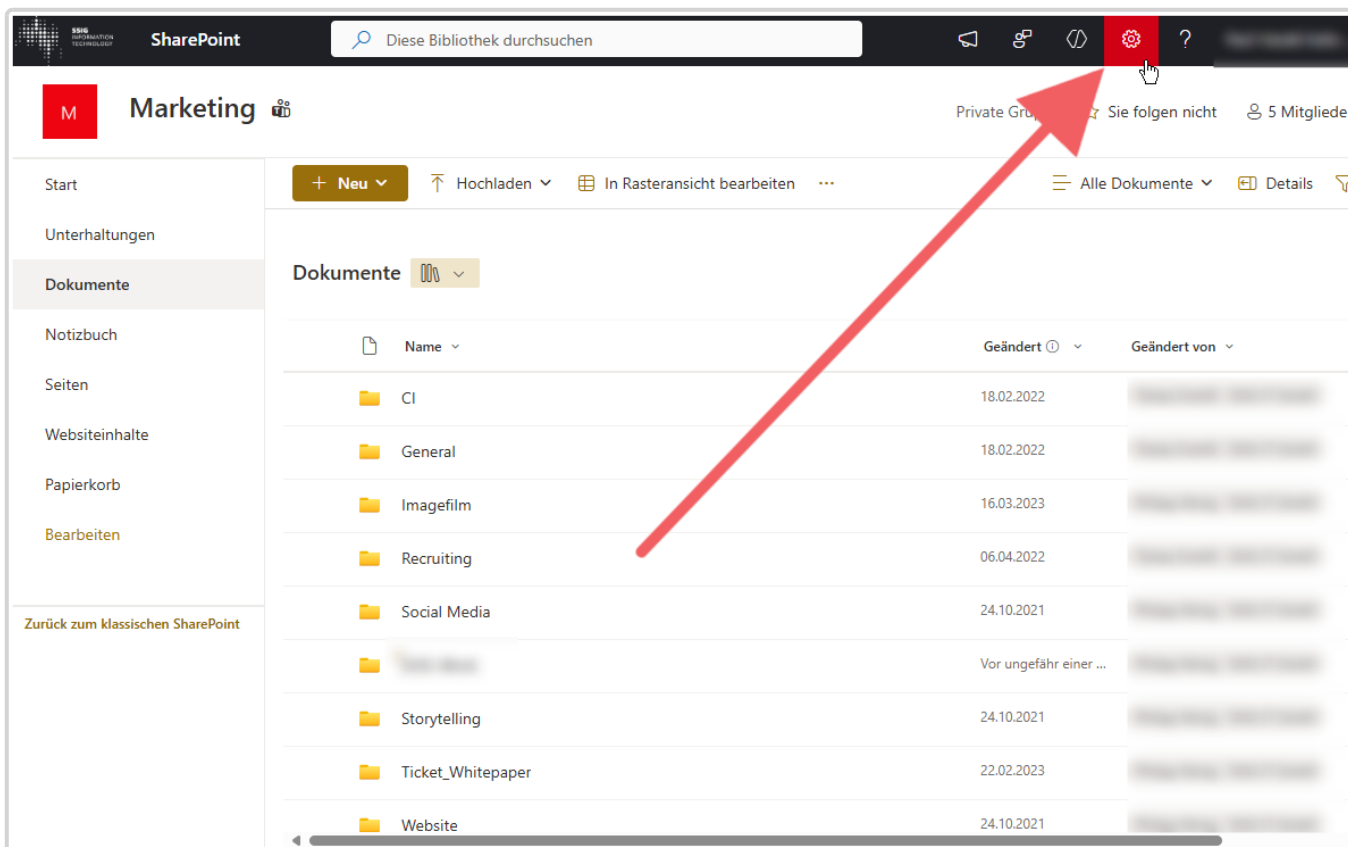 SSIG
INFORMATION
TECHNOLOGY
SharePoint
Diese Bibliothek durchsuchen
?
M
Marketing
Private
Sie folgen nicht
5 Mitgliede
Start
Unterhaltungen
Dokumente
Notizbuch
Seiten
Websiteinhalte
Papierkorb
Bearbeiten
Zurück zum klassischen SharePoint
+ Neu
Hochladen
In Rasteransicht bearbeiten
...
Alle Dokumente
Details
Dokumente
Name Geändert Geändert von
CI 18.02.2022
General 18.02.2022
Imagefilm 16.03.2023
Recruiting 06.04.2022
Social Media 24.10.2021
Vor ungefähr einer ...
Storytelling 24.10.2021
Ticket_Whitepaper 22.02.2023
Website 24.10.2021